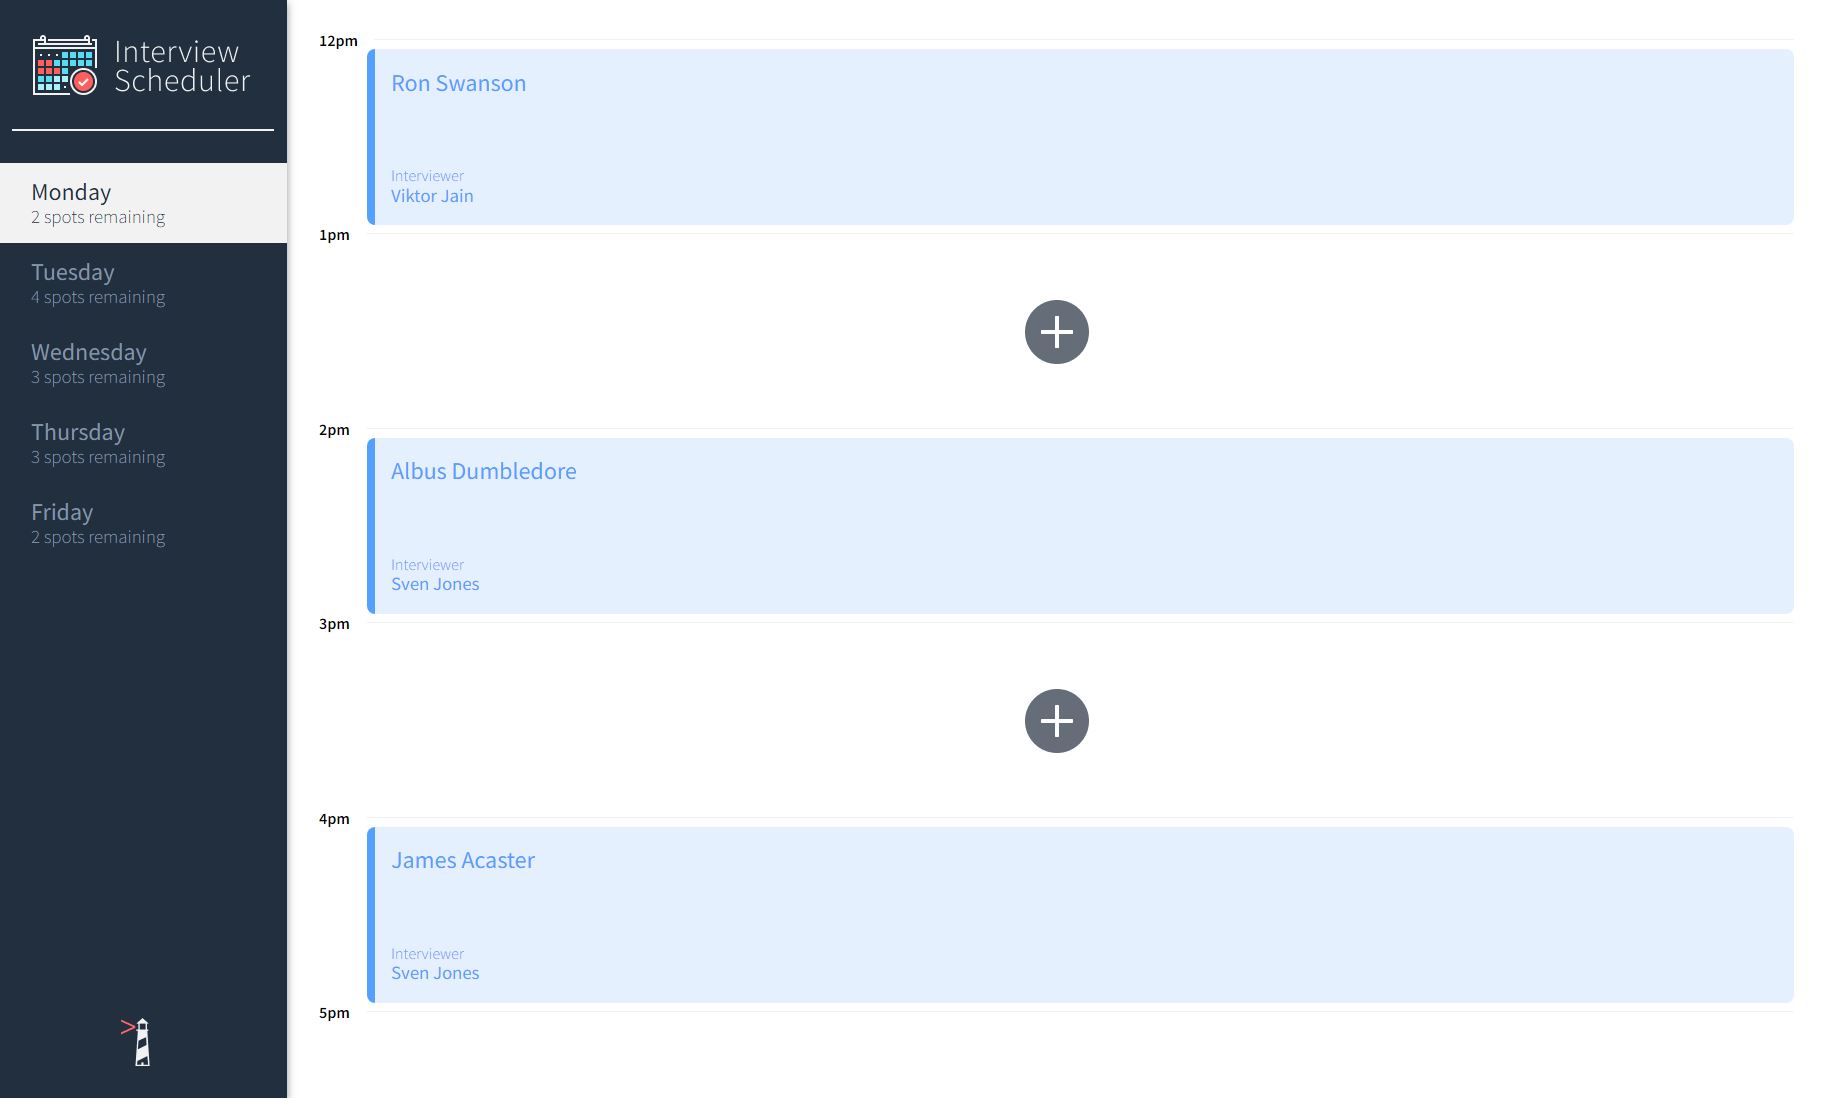 Interview
Scheduler
Monday
2 spots remaining
Tuesday
4 spots remaining
Wednesday
3 spots remaining
Thursday
3 spots remaining
Friday
2 spots remaining
12pm
Ron Swanson
Interviewer
Viktor Jain
1pm
2pm
Albus Dumbledore
Interviewer
Sven Jones
3pm
4pm
James Acaster
Interviewer
Sven Jones
5pm